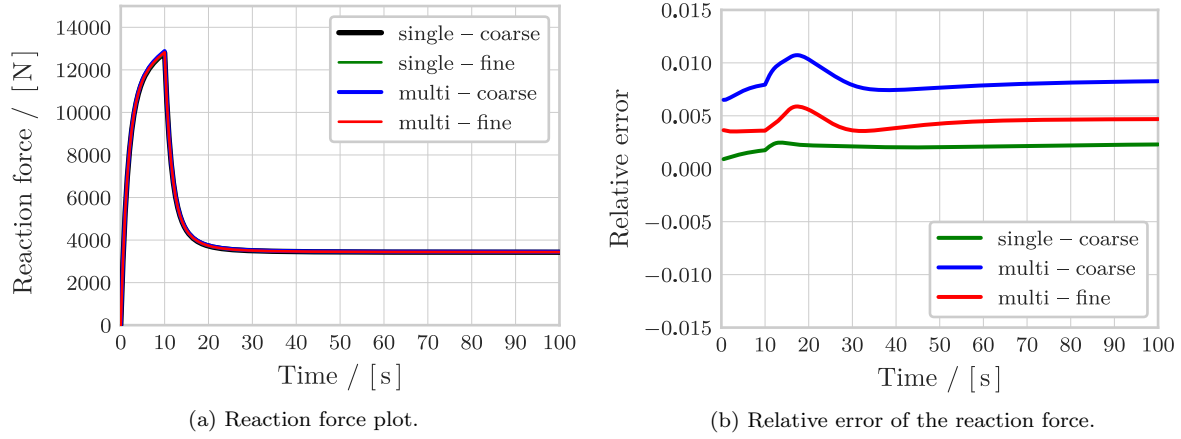 14000
12000
10000
8000
6000
4000
2000
0
Reaction force / [N]
single − coarse
single − fine
multi − coarse
multi − fine
0 10 20 30 40 50 60 70 80 90 100
Time / [s]
(a) Reaction force plot.
0.015
0.010
0.005
0.000
−0.005
−0.010
−0.015
Relative error
single − coarse
multi − coarse
multi − fine
0 10 20 30 40 50 60 70 80 90 100
Time / [s]
(b) Relative error of the reaction force.